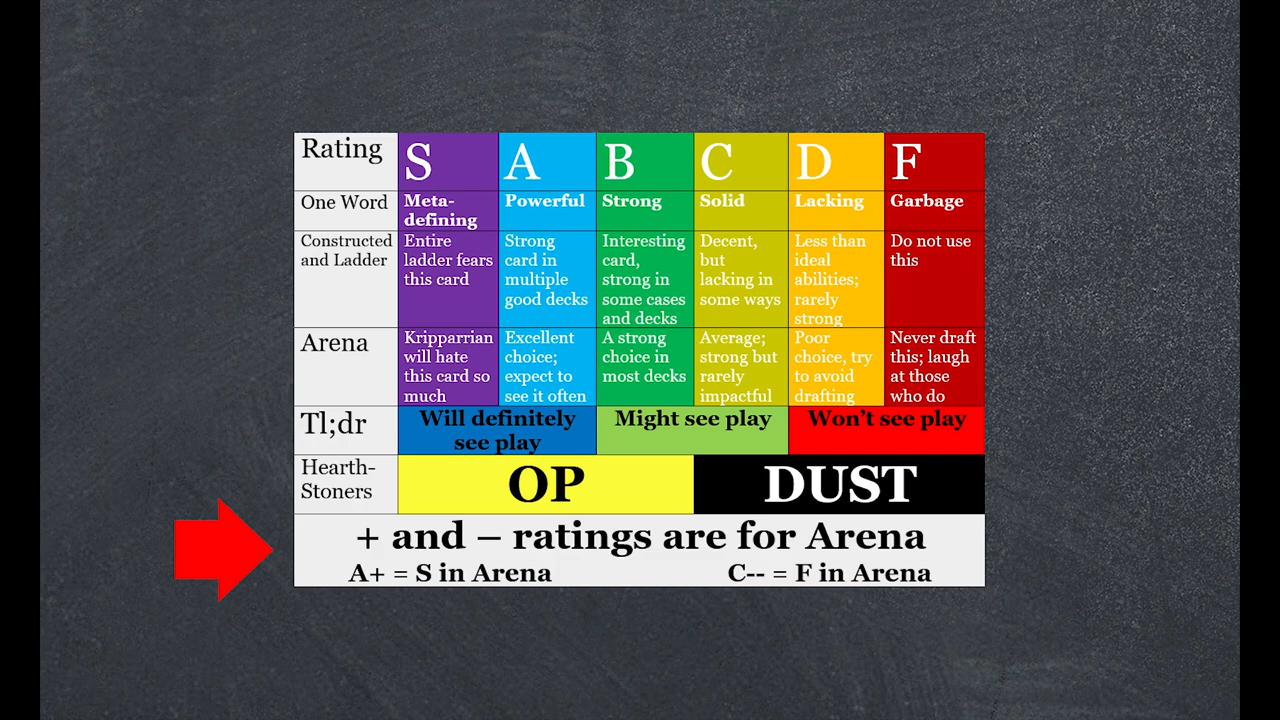 Rating S A B C D F
One Word Meta- Powerful Strong Solid Lacking Garbage
defining
Constructed Entire Strong Interesting Decent, Less than Do not use
and Ladder ladder fears card in card, but ideal this
this card multiple strong in lacking in abilities;
good decks some cases some ways rarely
and decks strong
Arena Kripparrian Excellent A strong Average; Poor Never draft
will hate choice; choice in strong but choice, try this; laugh
this card so expect to most decks rarely to avoid at those
much see it often impactful drafting who do
Tl;dr Will definitely Might see play Won't see play
see play
Hearth- OP DUST
Stoners
+ and – ratings are for Arena
A+ = S in Arena C-- = F in Arena